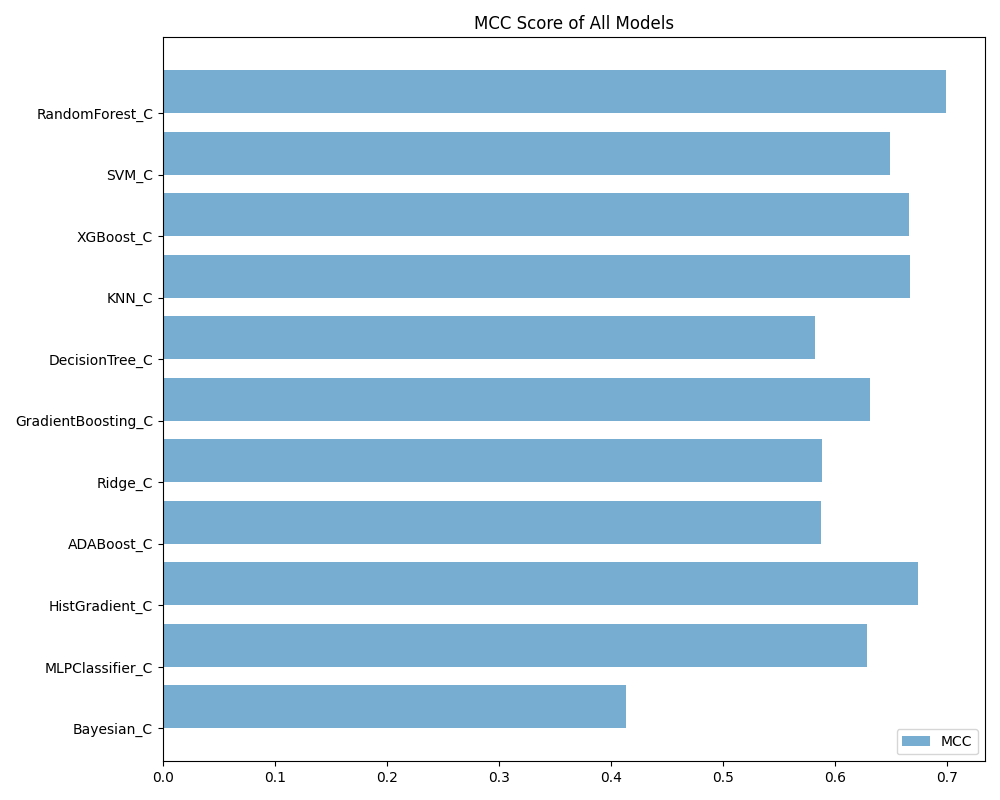 MCC Score of All Models
RandomForest_C
SVM_C
XGBoost_C
KNN_C
DecisionTree_C
GradientBoosting_C
Ridge_C
ADABoost_C
HistGradient_C
MLPClassifier_C
Bayesian_C
MCC
0.0 0.1 0.2 0.3 0.4 0.5 0.6 0.7